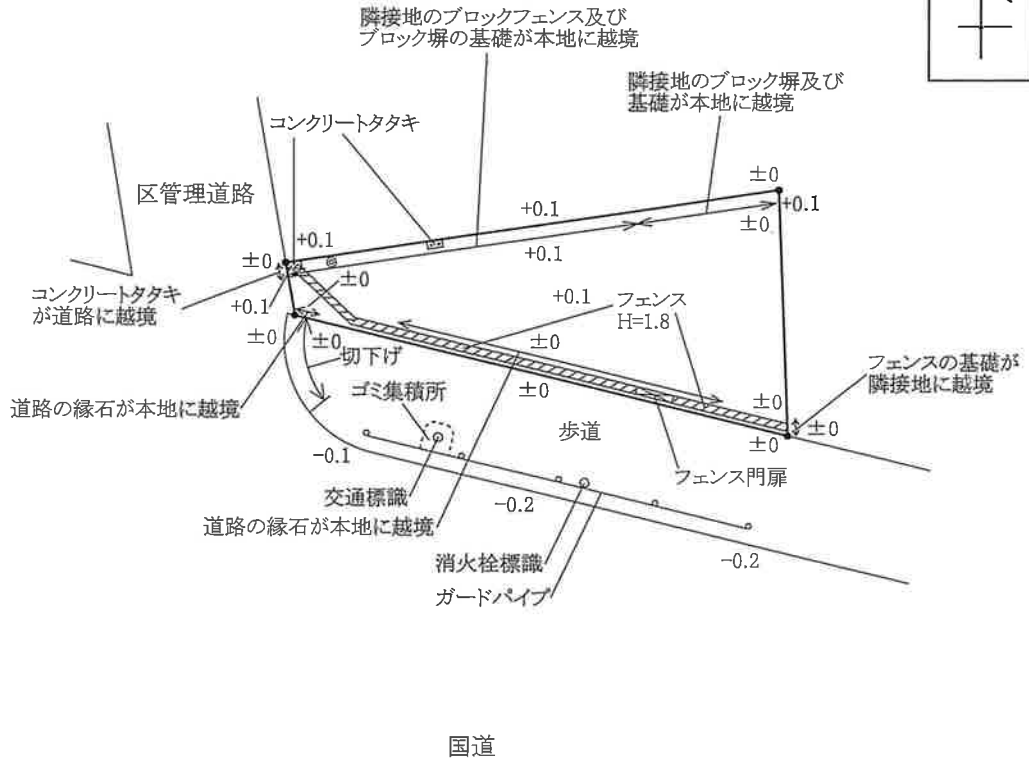 隣接地のブロックフェンス及び
ブロック塀の基礎が本地に越境
隣接地のブロック塀及び
基礎が本地に越境
コンクリートタタキ
区管理道路
±0
+0.1
+0.1
±0
+0.1
+0.1
±0
±0
コンクリートタタキ
が道路に越境
+0.1
+0.1
フェンス
H=1.8
±0
±0
±0
切下げ
±0
フェンスの基礎が
隣接地に越境
道路の縁石が本地に越境
ゴミ集積所
±0
±0
±0
歩道
-0.1
フェンス門扉
交通標識
-0.2
道路の縁石が本地に越境
消火栓標識
-0.2
ガードパイプ
国道